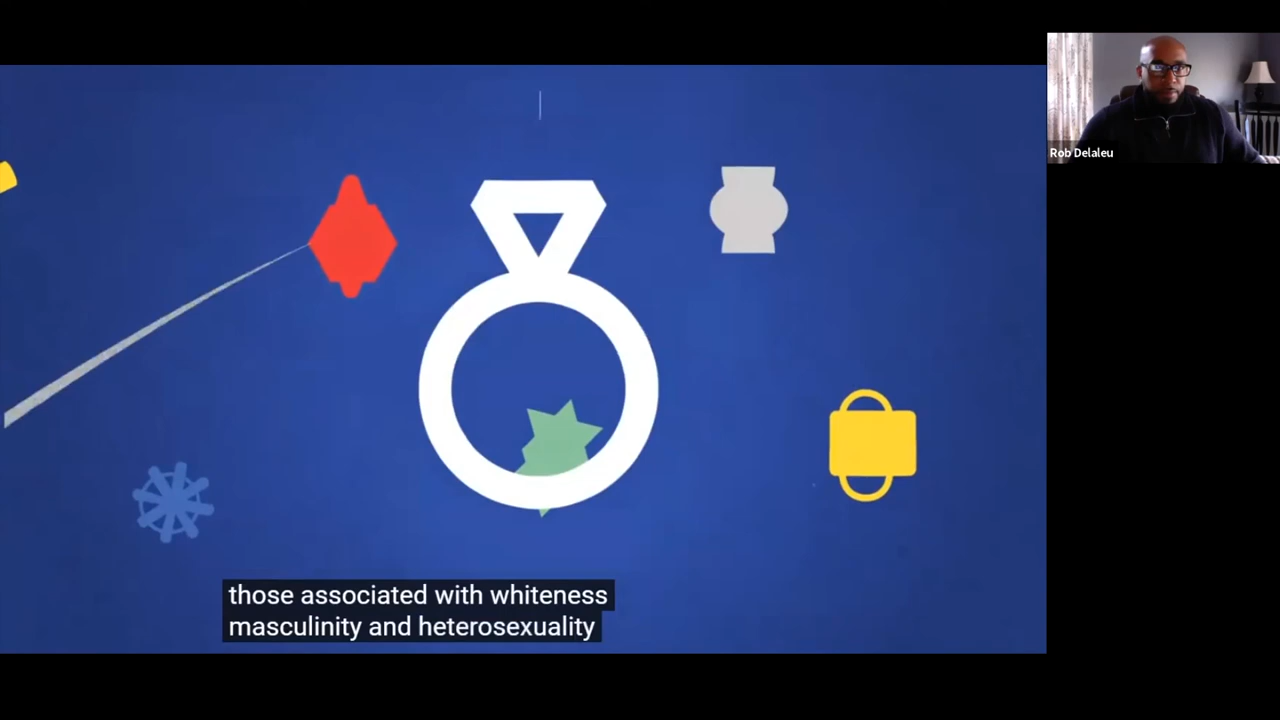 Rob Delaleu
those associated with whiteness
masculinity and heterosexuality